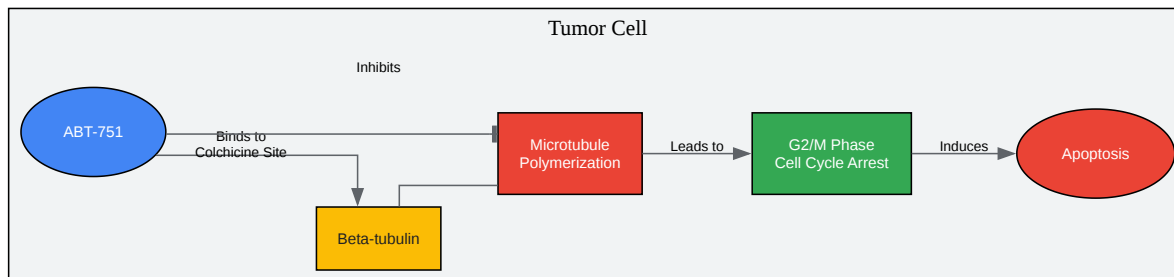 Tumor Cell
Inhibits
ABT-751
Binds to
Colchicine Site
Microtubule
Polymerization
Leads to
G2/M Phase
Cell Cycle Arrest
Induces
Apoptosis
Beta-tubulin